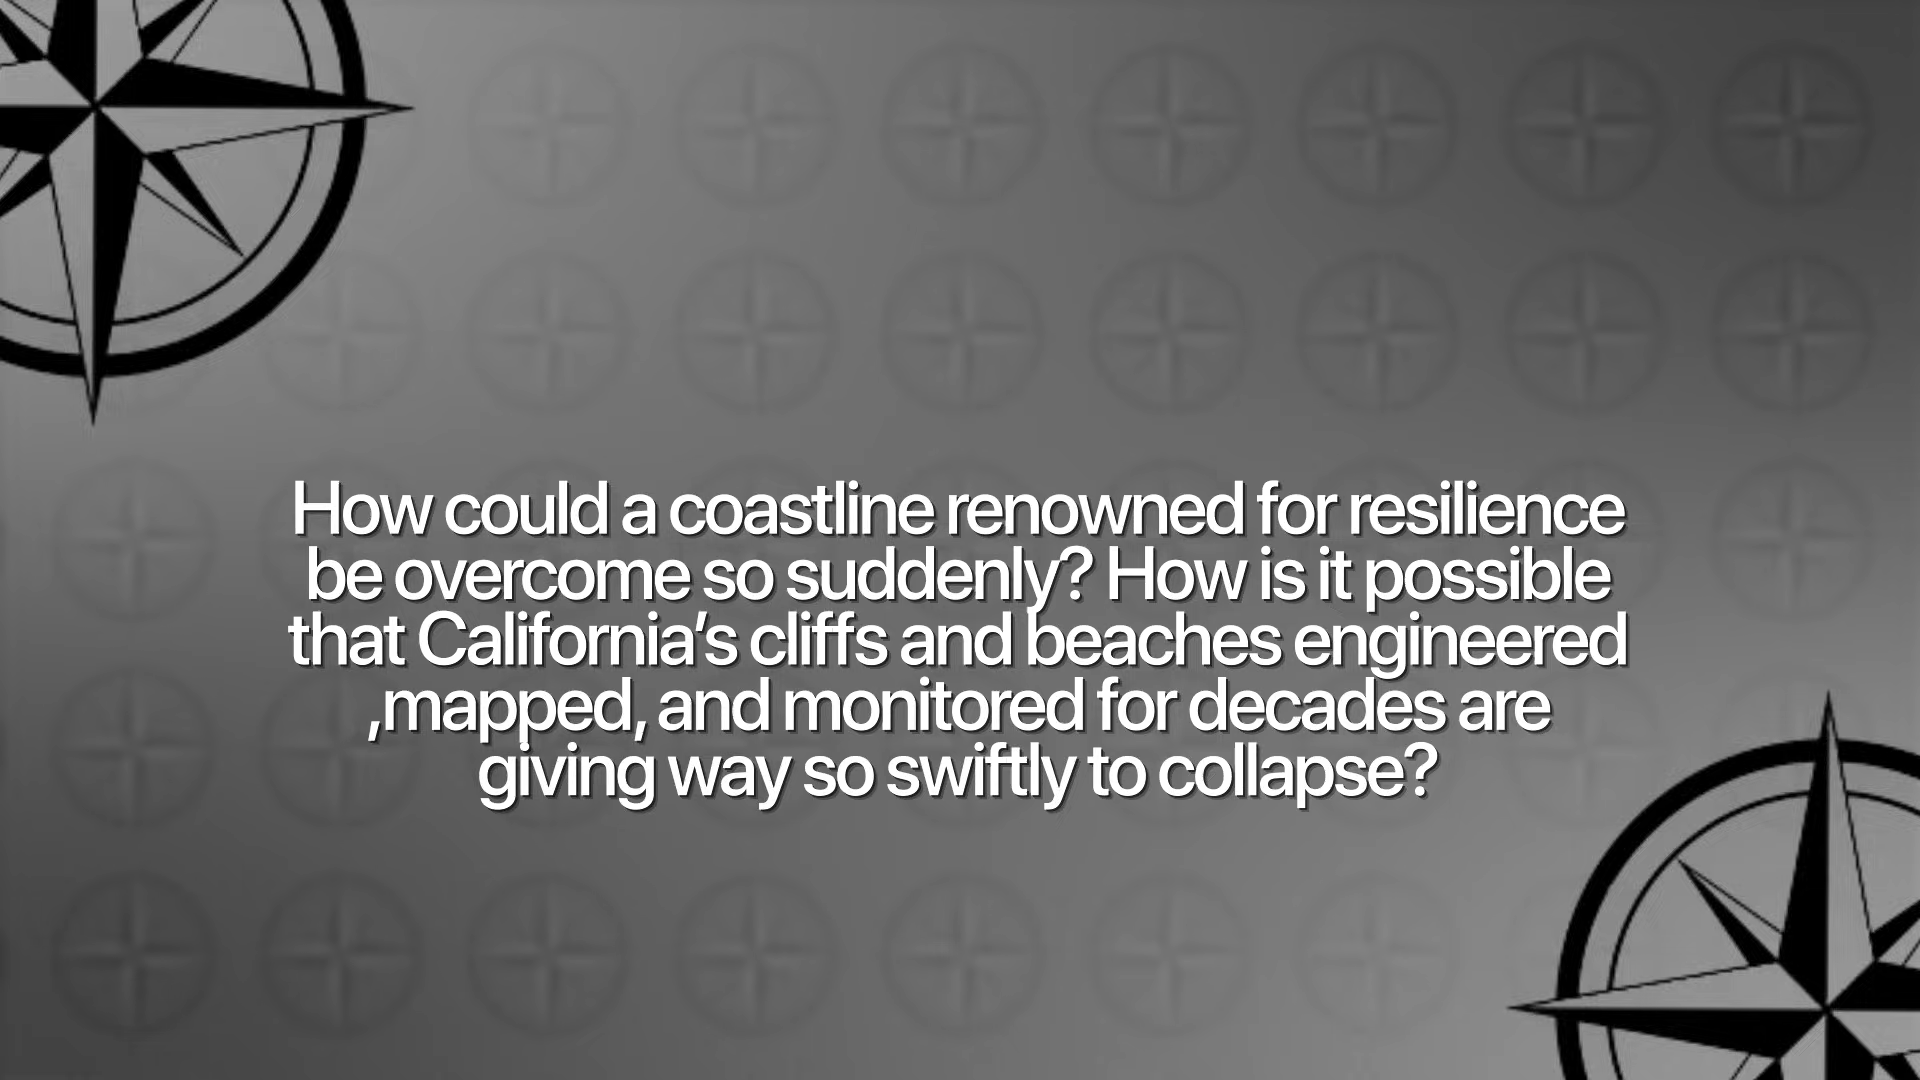 How could a coastline renowned for resilience
be overcome so suddenly? How is it possible
that California’s cliffs and beaches engineered
,mapped, and monitored for decades are
giving way so swiftly to collapse?